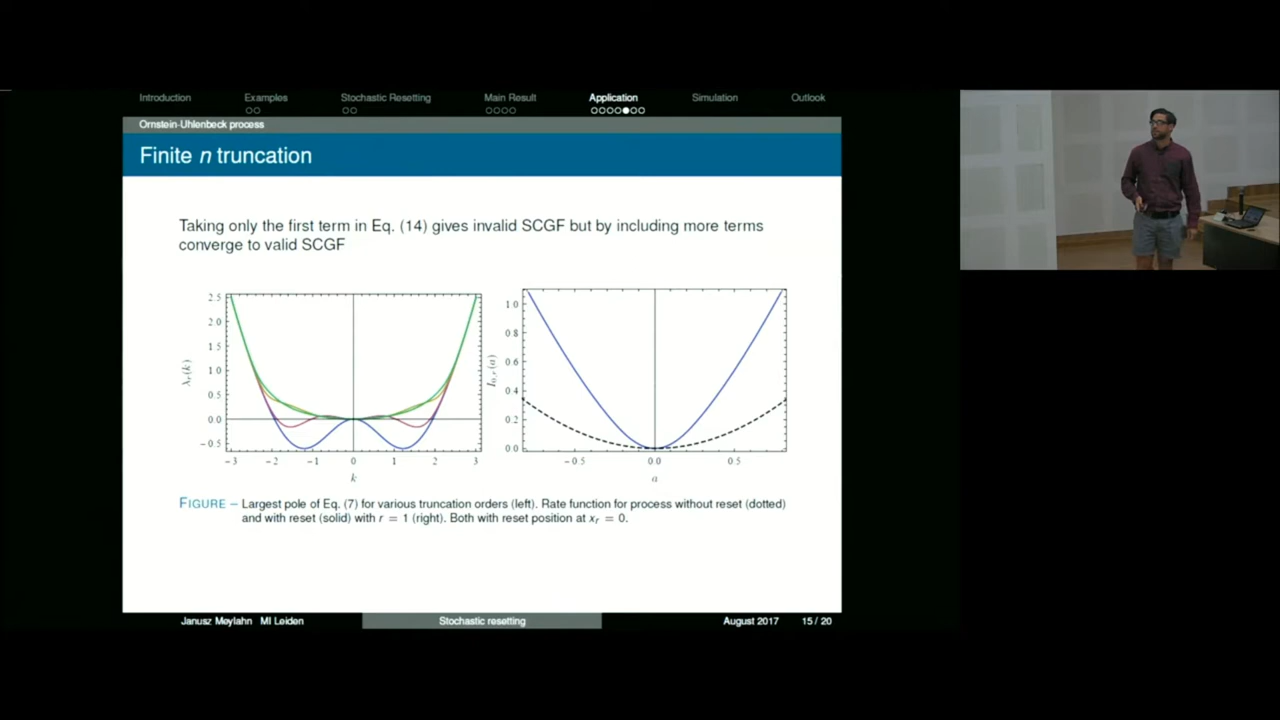 Introduction Examples Stochastic Resetting Main Result Application Simulation Outlook
Ornstein-Uhlenbeck process
Finite n truncation
Taking only the first term in Eq. (14) gives invalid SCGF but by including more terms
converge to valid SCGF
2.5
2.0
1.5
1.0
0.5
0.0
-0.5
λr(k)
-3 -2 -1 0 1 2 3
k
1.0
0.8
0.6
0.4
0.2
0.0
I0,r(a)
-0.5 0.0 0.5
a
FIGURE – Largest pole of Eq. (7) for various truncation orders (left). Rate function for process without reset (dotted)
and with reset (solid) with r = 1 (right). Both with reset position at xr = 0.
Janusz Meylahn MI Leiden Stochastic resetting August 2017 15 / 20